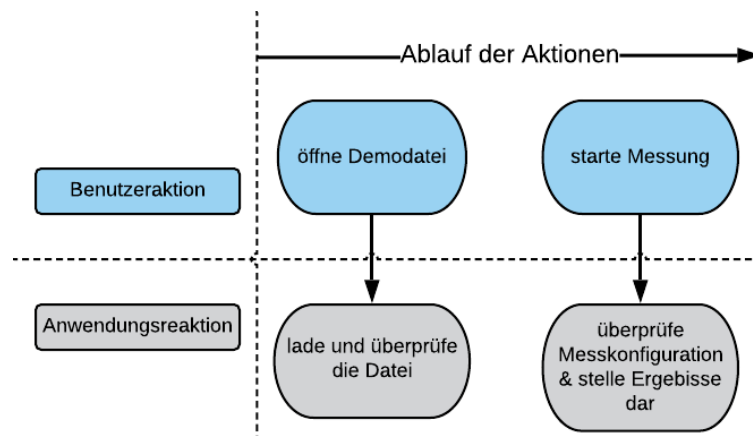 Ablauf der Aktionen
Benutzeraktion
öffne Demodatei
starte Messung
Anwendungsreaktion
lade und überprüfe
die Datei
überprüfe
Messkonfiguration
& stelle Ergebisse
dar